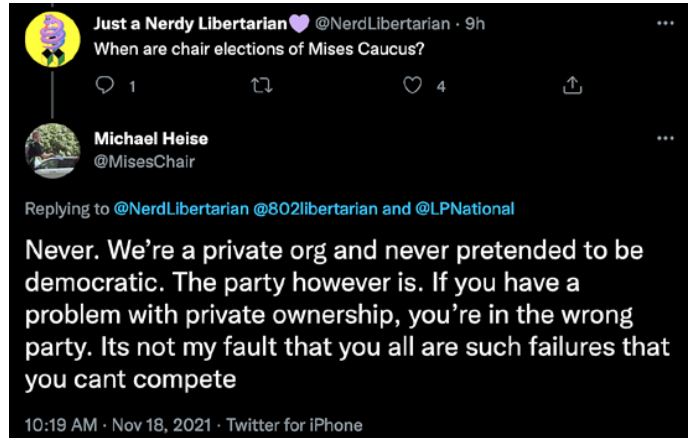 Just a Nerdy Libertarian💜 @NerdLibertarian · 9h
When are chair elections of Mises Caucus?
1 4
Michael Heise
@MisesChair
Replying to @NerdLibertarian @802libertarian and @LPNational
Never. We're a private org and never pretended to be
democratic. The party however is. If you have a
problem with private ownership, you're in the wrong
party. Its not my fault that you all are such failures that
you cant compete
10:19 AM · Nov 18, 2021 · Twitter for iPhone